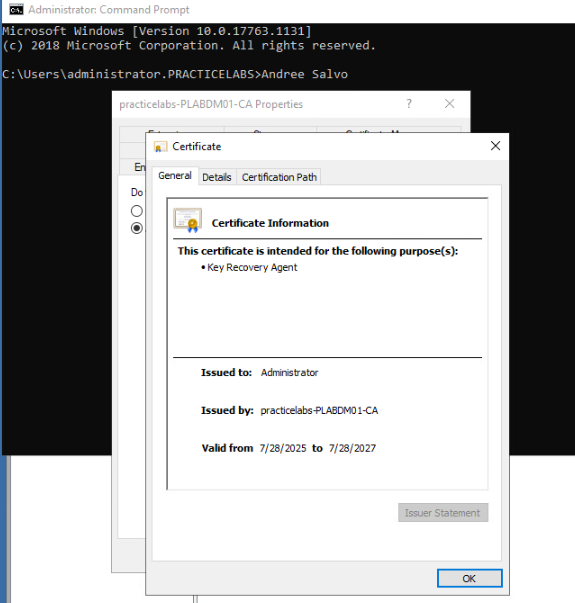 Administrator: Command Prompt
Microsoft Windows [Version 10.0.17763.1131]
(c) 2018 Microsoft Corporation. All rights reserved.
C:\Users\administrator.PRACTICELABS>Andree Salvo
practicelabs-PLABDM01-CA Properties
Certificate
En
Do
General Details Certification Path
Certificate Information
This certificate is intended for the following purpose(s):
• Key Recovery Agent
Issued to: Administrator
Issued by: practicelabs-PLABDM01-CA
Valid from 7/28/2025 to 7/28/2027
Issuer Statement
OK